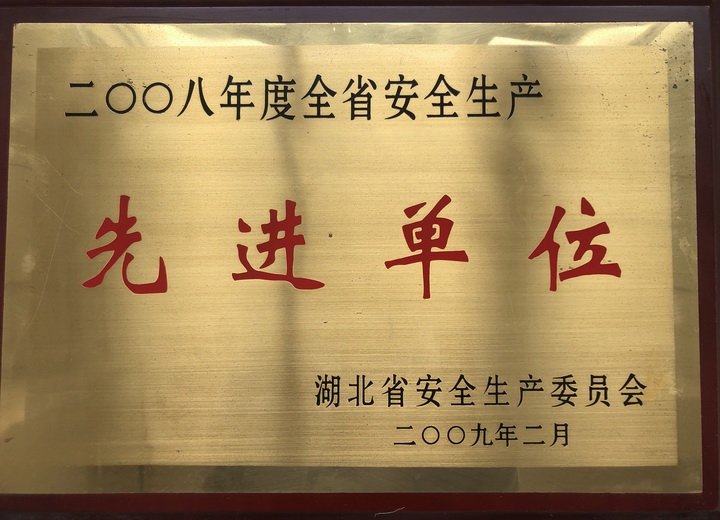 二〇〇八年度全省安全生产
先进单位
湖北省安全生产委员会
二〇〇九年二月